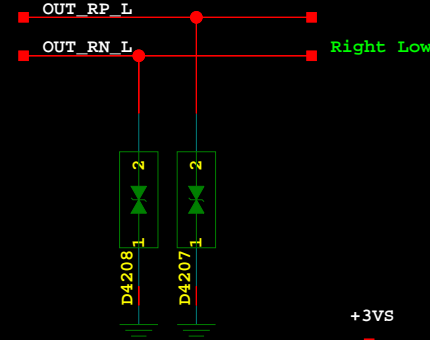 OUT_RP_L
OUT_RN_L
Right Low
2 2
1 1
D4208 D4207
+3VS